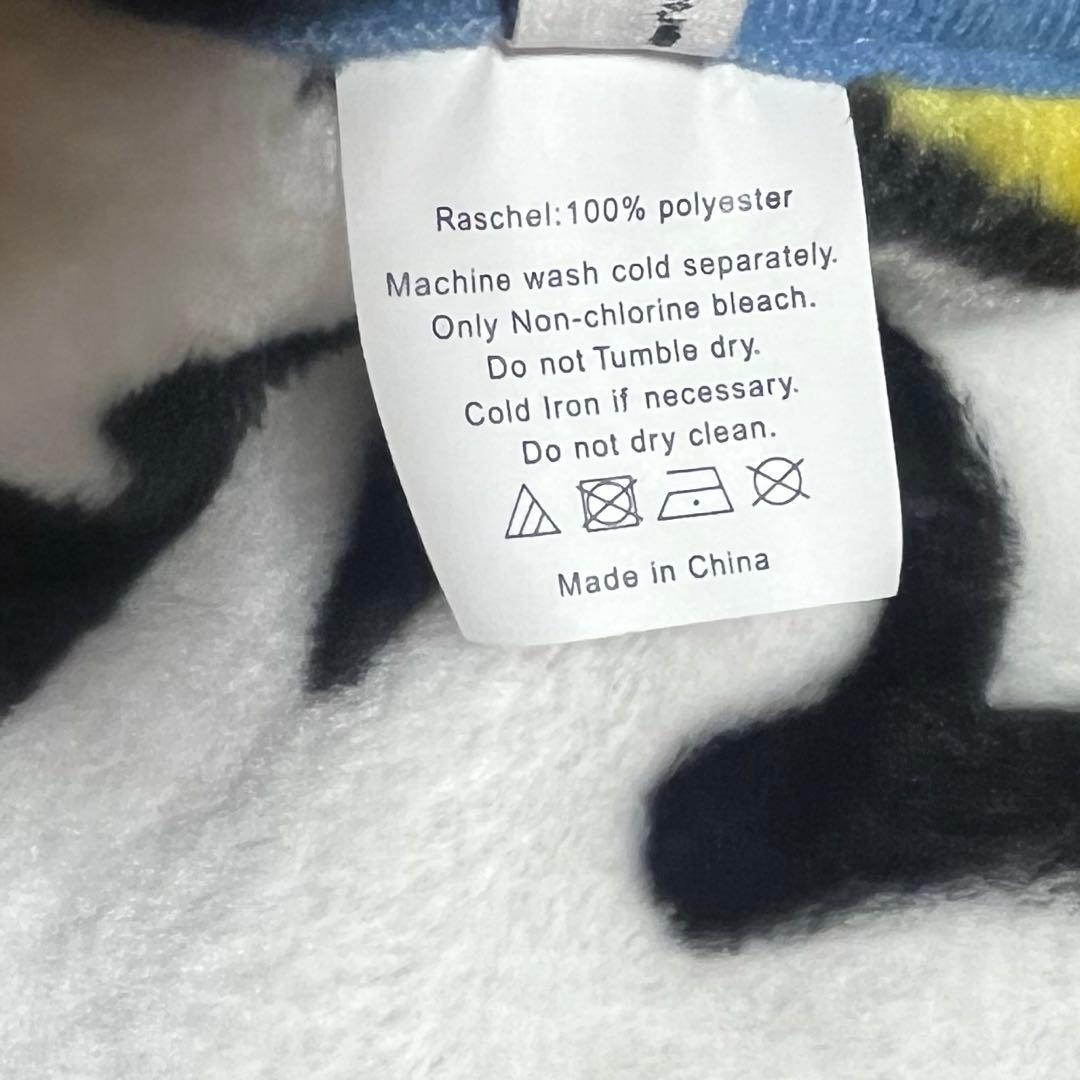 Raschel:100% polyester
Machine wash cold separately.
Only Non-chlorine bleach.
Do not Tumble dry.
Cold Iron if necessary.
Do not dry clean.
Made in China